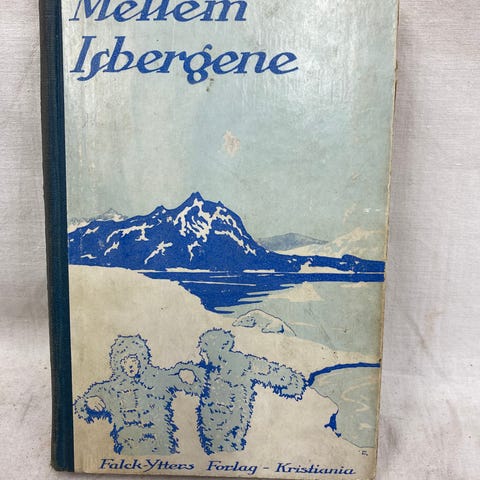 Mellem
Isbergene
Falck-Ytters Forlag - Kristiania